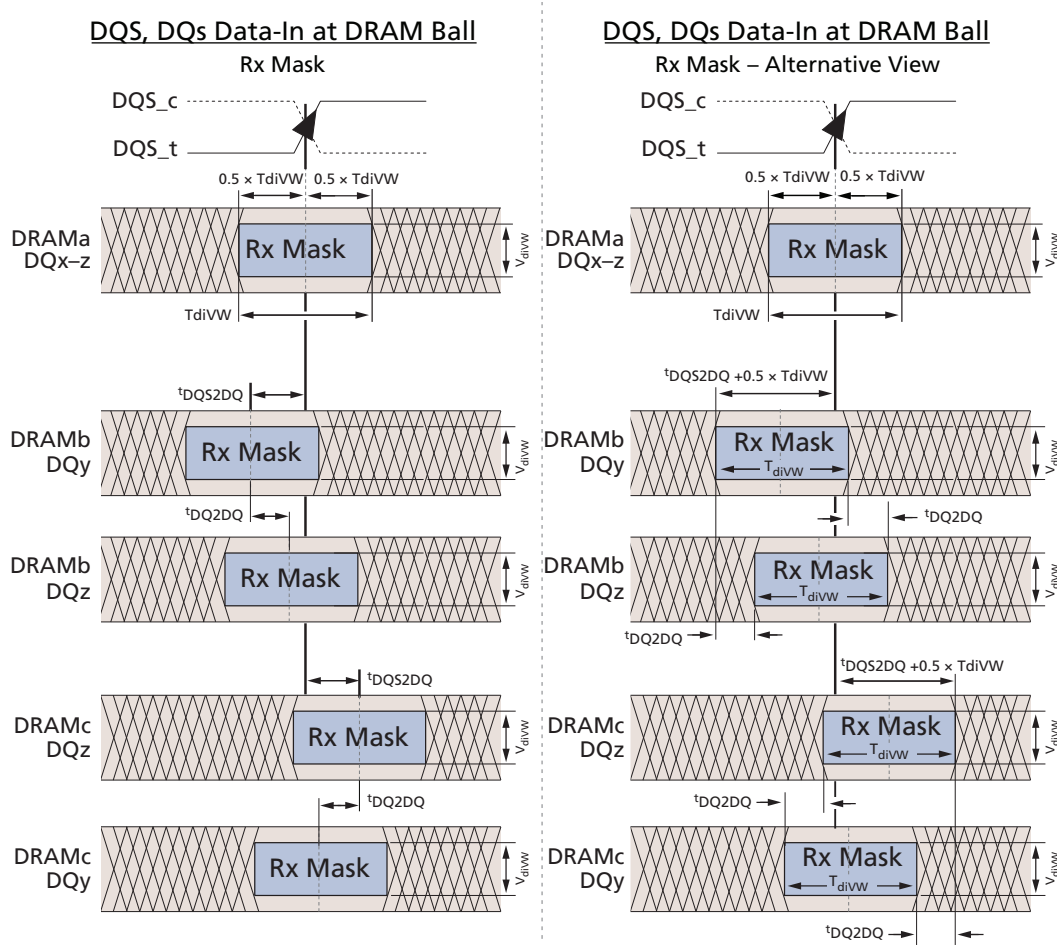 DQS, DQs Data-In at DRAM Ball
Rx Mask
DQS_c
DQS_t
0.5 × TdiVW
0.5 × TdiVW
DRAMa
DQx–z
Rx Mask
VdiVW
TdiVW
tDQS2DQ
DRAMb
DQy
Rx Mask
VdiVW
tDQ2DQ
DRAMb
DQz
Rx Mask
VdiVW
tDQS2DQ
DRAMc
DQz
Rx Mask
VdiVW
tDQ2DQ
DRAMc
DQy
Rx Mask
VdiVW
DQS, DQs Data-In at DRAM Ball
Rx Mask – Alternative View
DQS_c
DQS_t
0.5 × TdiVW
0.5 × TdiVW
DRAMa
DQx–z
Rx Mask
VdiVW
TdiVW
tDQS2DQ +0.5 × TdiVW
DRAMb
DQy
Rx Mask
TdiVW
VdiVW
tDQ2DQ
DRAMb
DQz
Rx Mask
TdiVW
VdiVW
tDQ2DQ
tDQS2DQ +0.5 × TdiVW
DRAMc
DQz
Rx Mask
TdiVW
VdiVW
tDQ2DQ
DRAMc
DQy
Rx Mask
TdiVW
VdiVW
tDQ2DQ